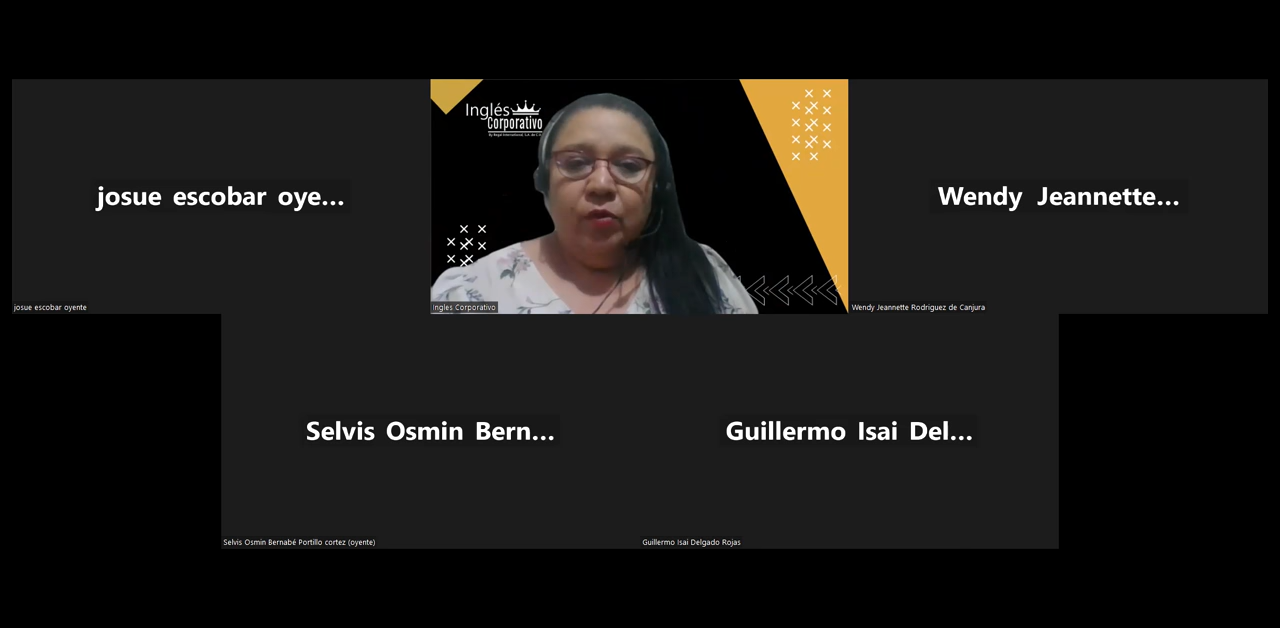 josue escobar oye...
josue escobar oyente
Inglés
Corporativo
Ingles Corporativo
Wendy Jeannette...
Wendy Jeannette Rodriguez de Canjura
Selvis Osmin Bern...
Selvis Osmin Bernabé Portillo cortez (oyente)
Guillermo Isai Del...
Guillermo Isai Delgado Rojas